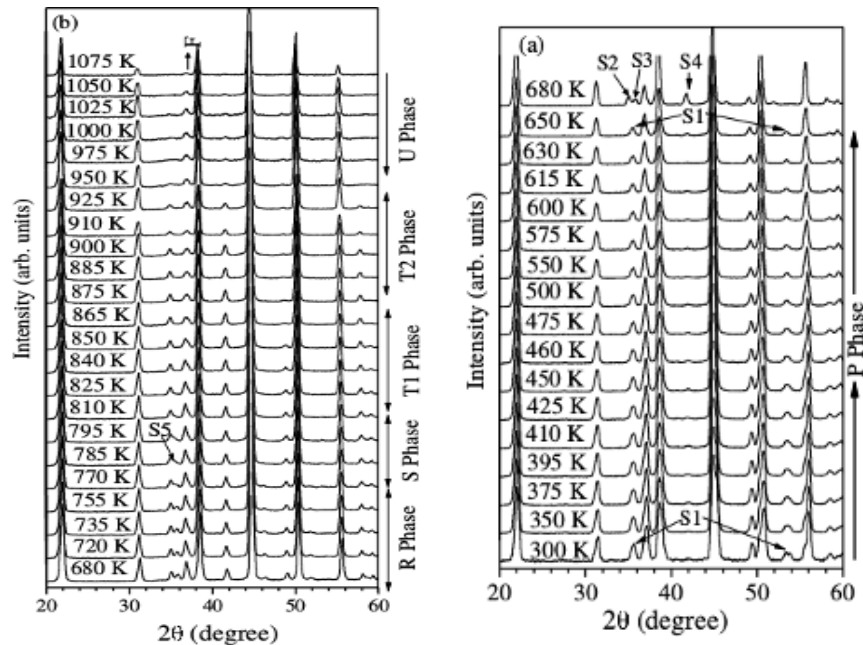 (b)
1075 K
1050 K
1025 K
1000 K
975 K
950 K
925 K
910 K
900 K
885 K
875 K
865 K
850 K
840 K
825 K
810 K
795 K
785 K
770 K
755 K
735 K
720 K
680 K
S5
U Phase
T2 Phase
T1 Phase
S Phase
R Phase
Intensity (arb. units)
20 30 40 50 60
2θ (degree)
(a)
S2 S3 S4
680 K
S1
650 K
630 K
615 K
600 K
575 K
550 K
500 K
475 K
460 K
450 K
425 K
410 K
395 K
375 K
350 K
S1
300 K
P Phase
Intensity (arb. units)
20 30 40 50 60
2θ (degree)